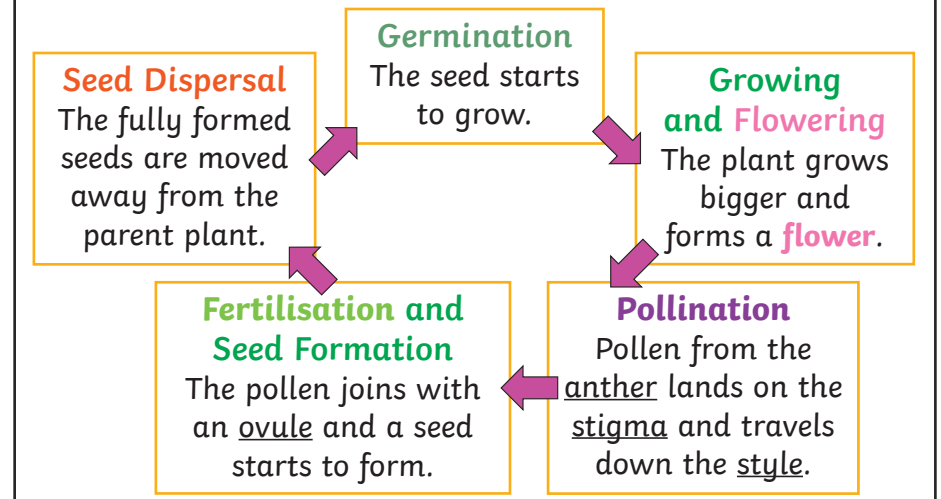 Germination
The seed starts
to grow.
Growing
and Flowering
The plant grows
bigger and
forms a flower.
Pollination
Pollen from the
anther lands on the
stigma and travels
down the style.
Fertilisation and
Seed Formation
The pollen joins with
an ovule and a seed
starts to form.
Seed Dispersal
The fully formed
seeds are moved
away from the
parent plant.